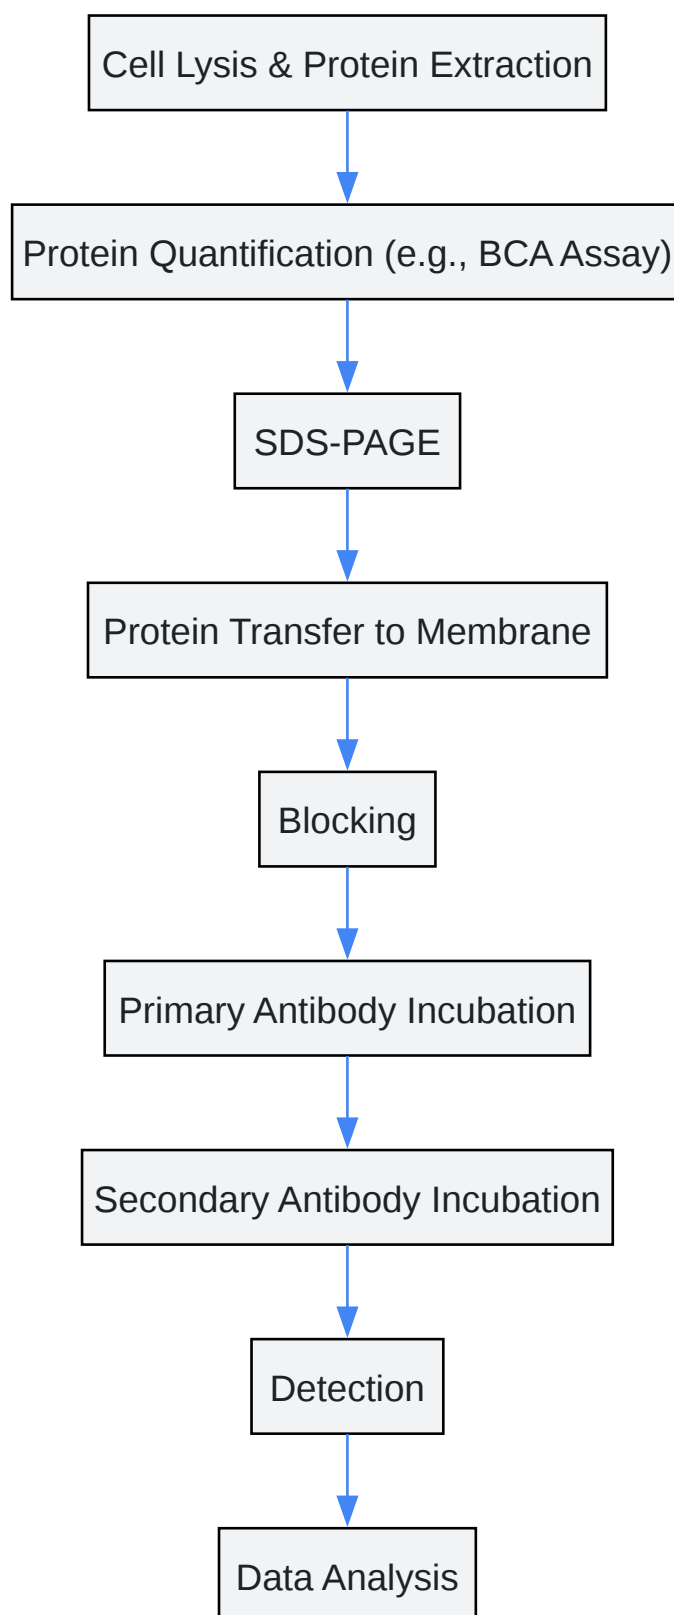 Cell Lysis & Protein Extraction
Protein Quantification (e.g., BCA Assay)
SDS-PAGE
Protein Transfer to Membrane
Blocking
Primary Antibody Incubation
Secondary Antibody Incubation
Detection
Data Analysis